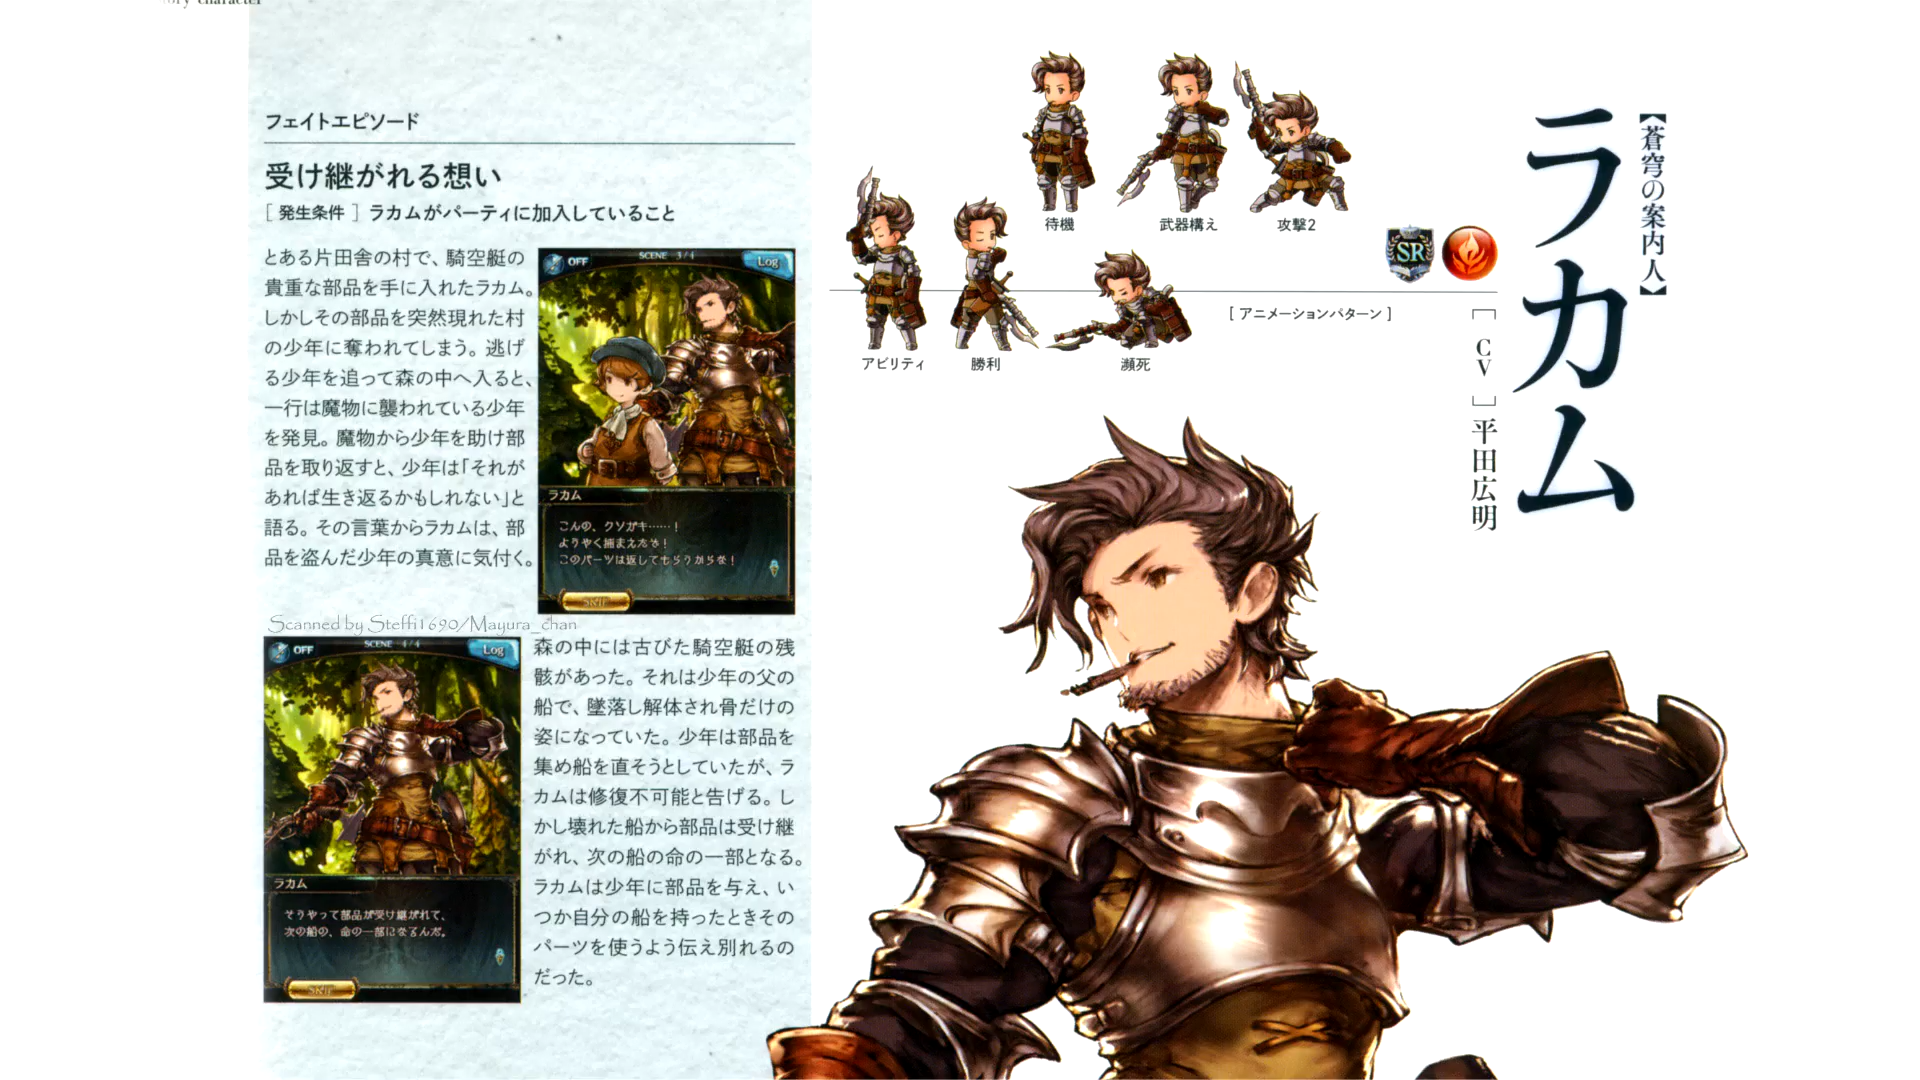 ory character
フェイトエピソード
受け継がれる想い
［ 発生条件 ］ ラカムがパーティに加入していること
とある片田舎の村で、騎空艇の
貴重な部品を手に入れたラカム。
しかしその部品を突然現れた村
の少年に奪われてしまう。逃げ
る少年を追って森の中へ入ると、
一行は魔物に襲われている少年
を発見。魔物から少年を助け部
品を取り返すと、少年は「それが
あれば生き返るかもしれない」と
語る。その言葉からラカムは、部
品を盗んだ少年の真意に気付く。
OFF
SCENE 3/4
Log
ラカム
こんの、クソガキ……！
ようやく捕まえたぜ！
このパーツは返してもらうからな！
SKIP
Scanned by Steffi1690/Mayura_chan
OFF
SCENE 4/4
Log
ラカム
そうやって部品が受け継がれて、
次の船の、命の一部になるんだ。
SKIP
森の中には古びた騎空艇の残
骸があった。それは少年の父の
船で、墜落し解体され骨だけの
姿になっていた。少年は部品を
集め船を直そうとしていたが、ラ
カムは修復不可能と告げる。し
かし壊れた船から部品は受け継
がれ、次の船の命の一部となる。
ラカムは少年に部品を与え、い
つか自分の船を持ったときその
パーツを使うよう伝え別れるの
だった。
待機
武器構え
攻撃2
アビリティ
勝利
瀕死
［ アニメーションパターン ］
SR
【蒼穹の案内人】
ラカム
［ CV ］平田広明